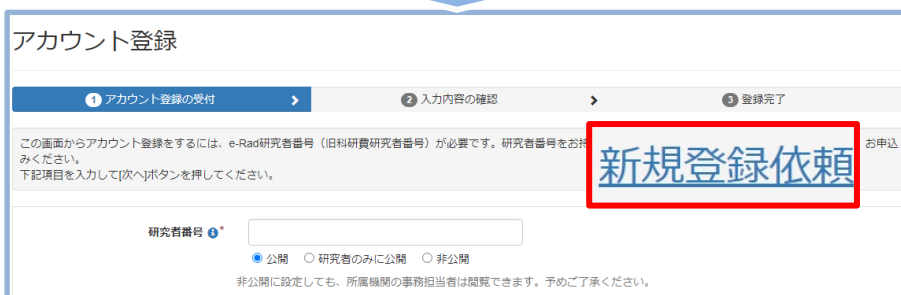 アカウント登録
1 アカウント登録の受付 > 2 入力内容の確認 > 3 登録完了
この画面からアカウント登録をするには、e-Rad研究者番号（旧科研費研究者番号）が必要です。研究者番号をお持 新規登録依頼 お申込
みください。
下記項目を入力して[次へ]ボタンを押してください。
研究者番号 *
公開 研究者のみに公開 非公開
非公開に設定しても、所属機関の事務担当者は閲覧できます。予めご了承ください。